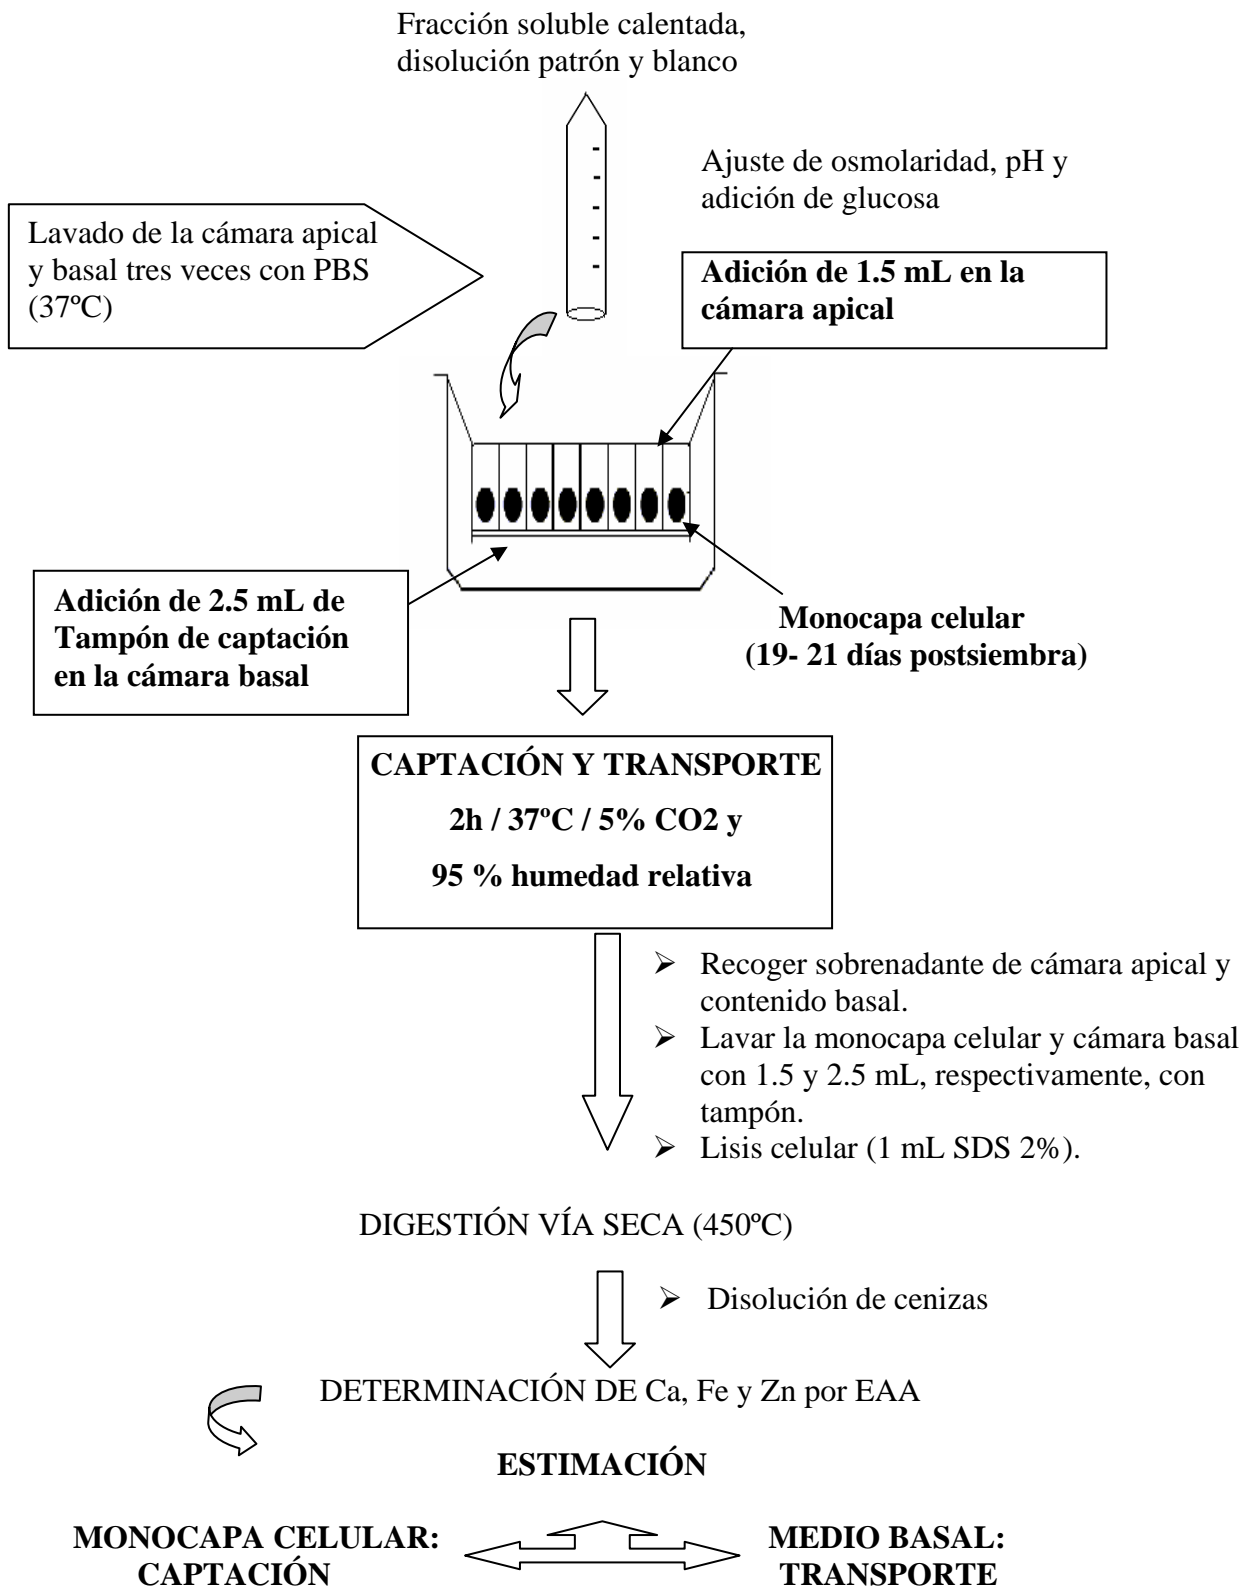 Fracción soluble calentada,
disolución patrón y blanco
Ajuste de osmolaridad, pH y
adición de glucosa
Lavado de la cámara apical
y basal tres veces con PBS
(37ºC)
Adición de 1.5 mL en la
cámara apical
Adición de 2.5 mL de
Tampón de captación
en la cámara basal
Monocapa celular
(19- 21 días postsiembra)
CAPTACIÓN Y TRANSPORTE
2h / 37ºC / 5% CO2 y
95 % humedad relativa
➢ Recoger sobrenadante de cámara apical y
contenido basal.
➢ Lavar la monocapa celular y cámara basal
con 1.5 y 2.5 mL, respectivamente, con
tampón.
➢ Lisis celular (1 mL SDS 2%).
DIGESTIÓN VÍA SECA (450ºC)
➢ Disolución de cenizas
DETERMINACIÓN DE Ca, Fe y Zn por EAA
ESTIMACIÓN
MONOCAPA CELULAR:
CAPTACIÓN
MEDIO BASAL:
TRANSPORTE